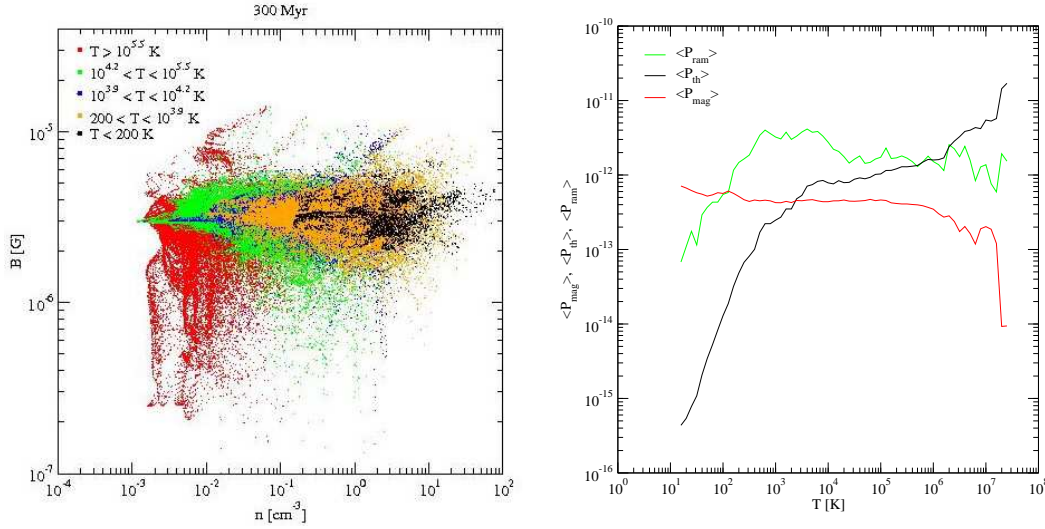 300 Myr
T > 10^5.5 K
10^4.2 < T < 10^5.5 K
10^3.9 < T < 10^4.2 K
200 < T < 10^3.9 K
T < 200 K
B [G]
10^-5
10^-6
10^-7
10^-4
10^-3
10^-2
10^-1
10^0
10^1
10^2
n [cm^-3]
<P_ram>
<P_th>
<P_mag>
<P_mag>, <P_th>, <P_ram>
10^-10
10^-11
10^-12
10^-13
10^-14
10^-15
10^-16
10^0
10^1
10^2
10^3
10^4
10^5
10^6
10^7
10^8
T [K]